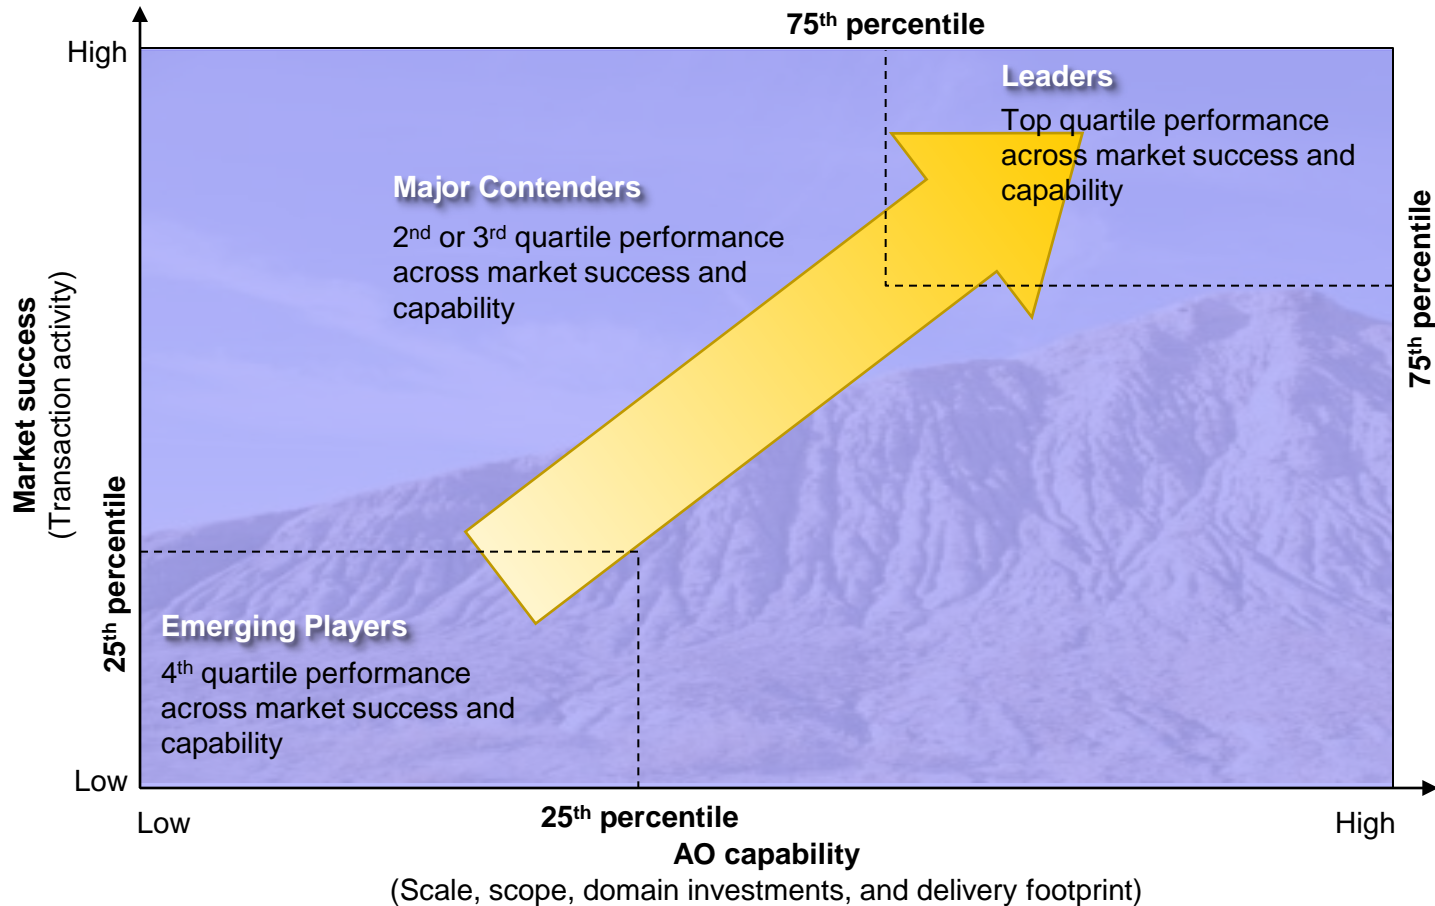 75th percentile
High
Leaders
Top quartile performance
across market success and
capability
Major Contenders
2nd or 3rd quartile performance
across market success and
capability
75th percentile
Market success
(Transaction activity)
25th percentile
Emerging Players
4th quartile performance
across market success and
capability
Low
Low
25th percentile
High
AO capability
(Scale, scope, domain investments, and delivery footprint)